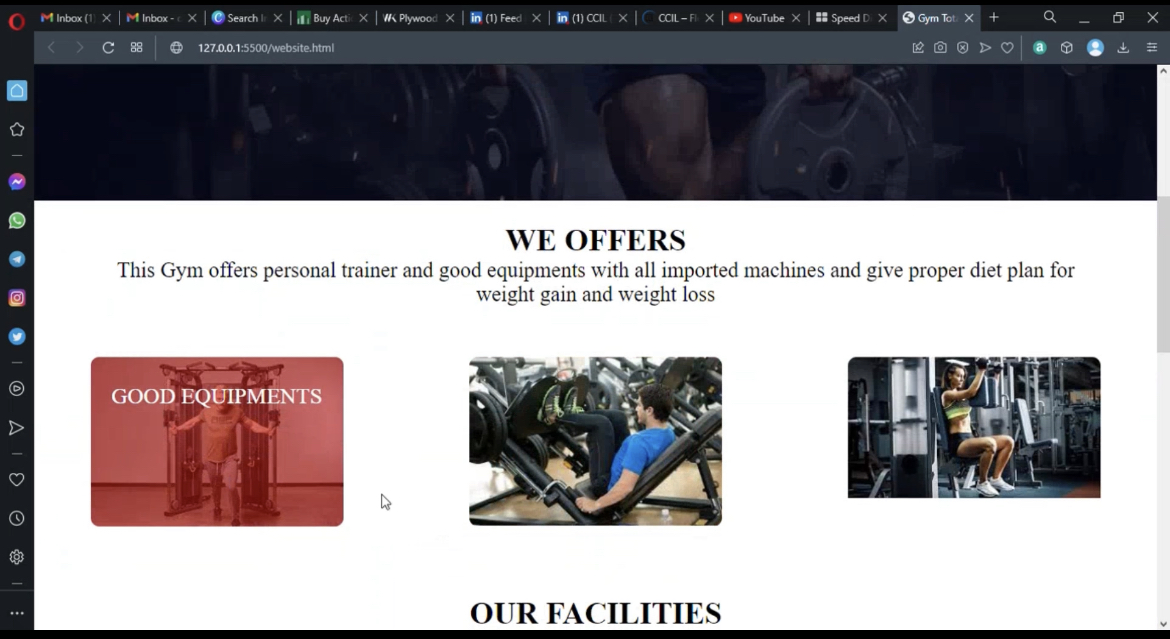 Inbox (1)
Inbox -
Search
Buy Acti
Plywood
(1) Feed
(1) CCIL
CCIL – Fl
YouTube
Speed D
Gym Tot
127.0.0.1:5500/website.html
WE OFFERS
This Gym offers personal trainer and good equipments with all imported machines and give proper diet plan for
weight gain and weight loss
GOOD EQUIPMENTS
OUR FACILITIES